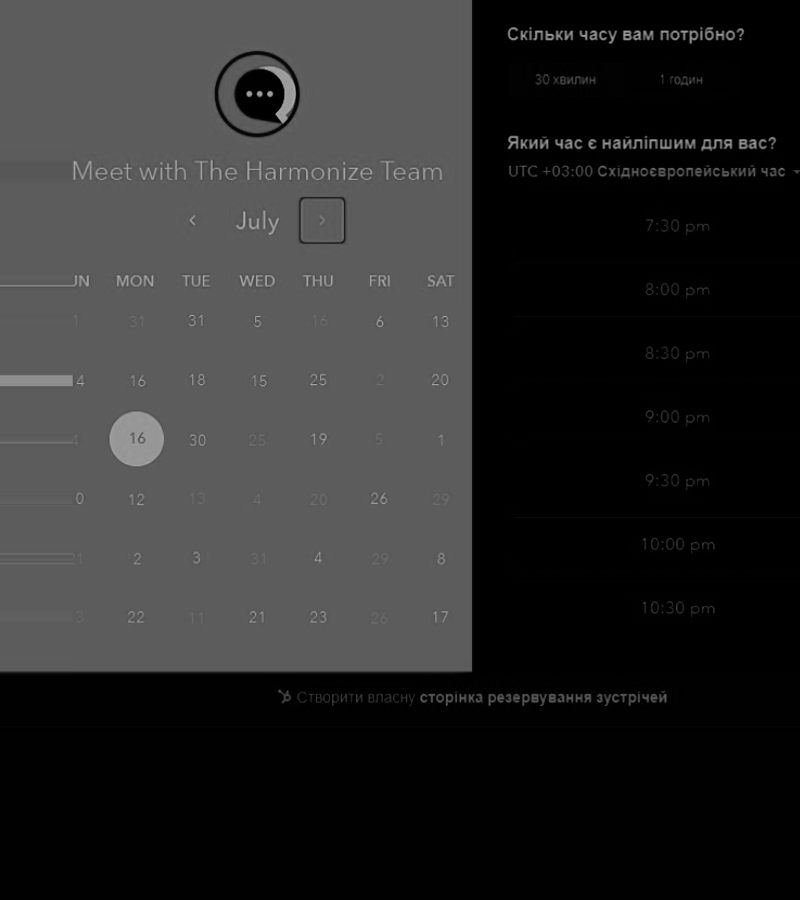 Meet with The Harmonize Team
July
UN MON TUE WED THU FRI SAT
1 31 31 5 16 6 13
4 16 18 15 25 2 20
4 16 30 25 19 5 1
0 12 13 4 20 26 29
1 2 3 31 4 29 8
3 22 11 21 23 26 17
Скільки часу вам потрібно?
30 хвилин 1 годин
Який час є найліпшим для вас?
UTC +03:00 Східноєвропейський час
7:30 pm
8:00 pm
8:30 pm
9:00 pm
9:30 pm
10:00 pm
10:30 pm
Створити власну сторінка резервування зустрічей